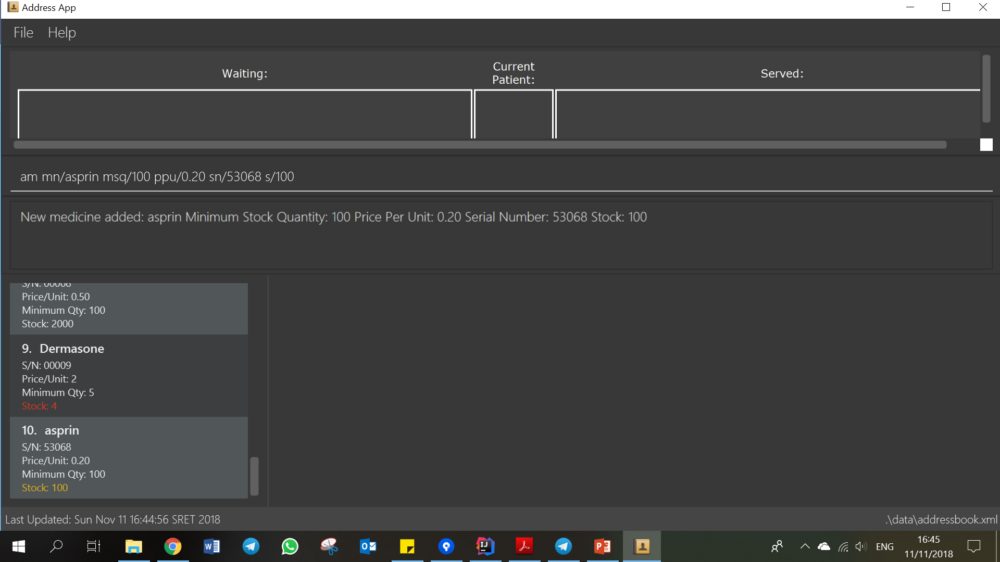 Address App
File Help
Waiting:
Current
Patient:
Served:
am mn/asprin msq/100 ppu/0.20 sn/53068 s/100
New medicine added: asprin Minimum Stock Quantity: 100 Price Per Unit: 0.20 Serial Number: 53068 Stock: 100
S/N: 00008
Price/Unit: 0.50
Minimum Qty: 100
Stock: 2000
9. Dermasone
S/N: 00009
Price/Unit: 2
Minimum Qty: 5
Stock: 4
10. asprin
S/N: 53068
Price/Unit: 0.20
Minimum Qty: 100
Stock: 100
Last Updated: Sun Nov 11 16:44:56 SRET 2018
.\data\addressbook.xml
ENG
16:45
11/11/2018